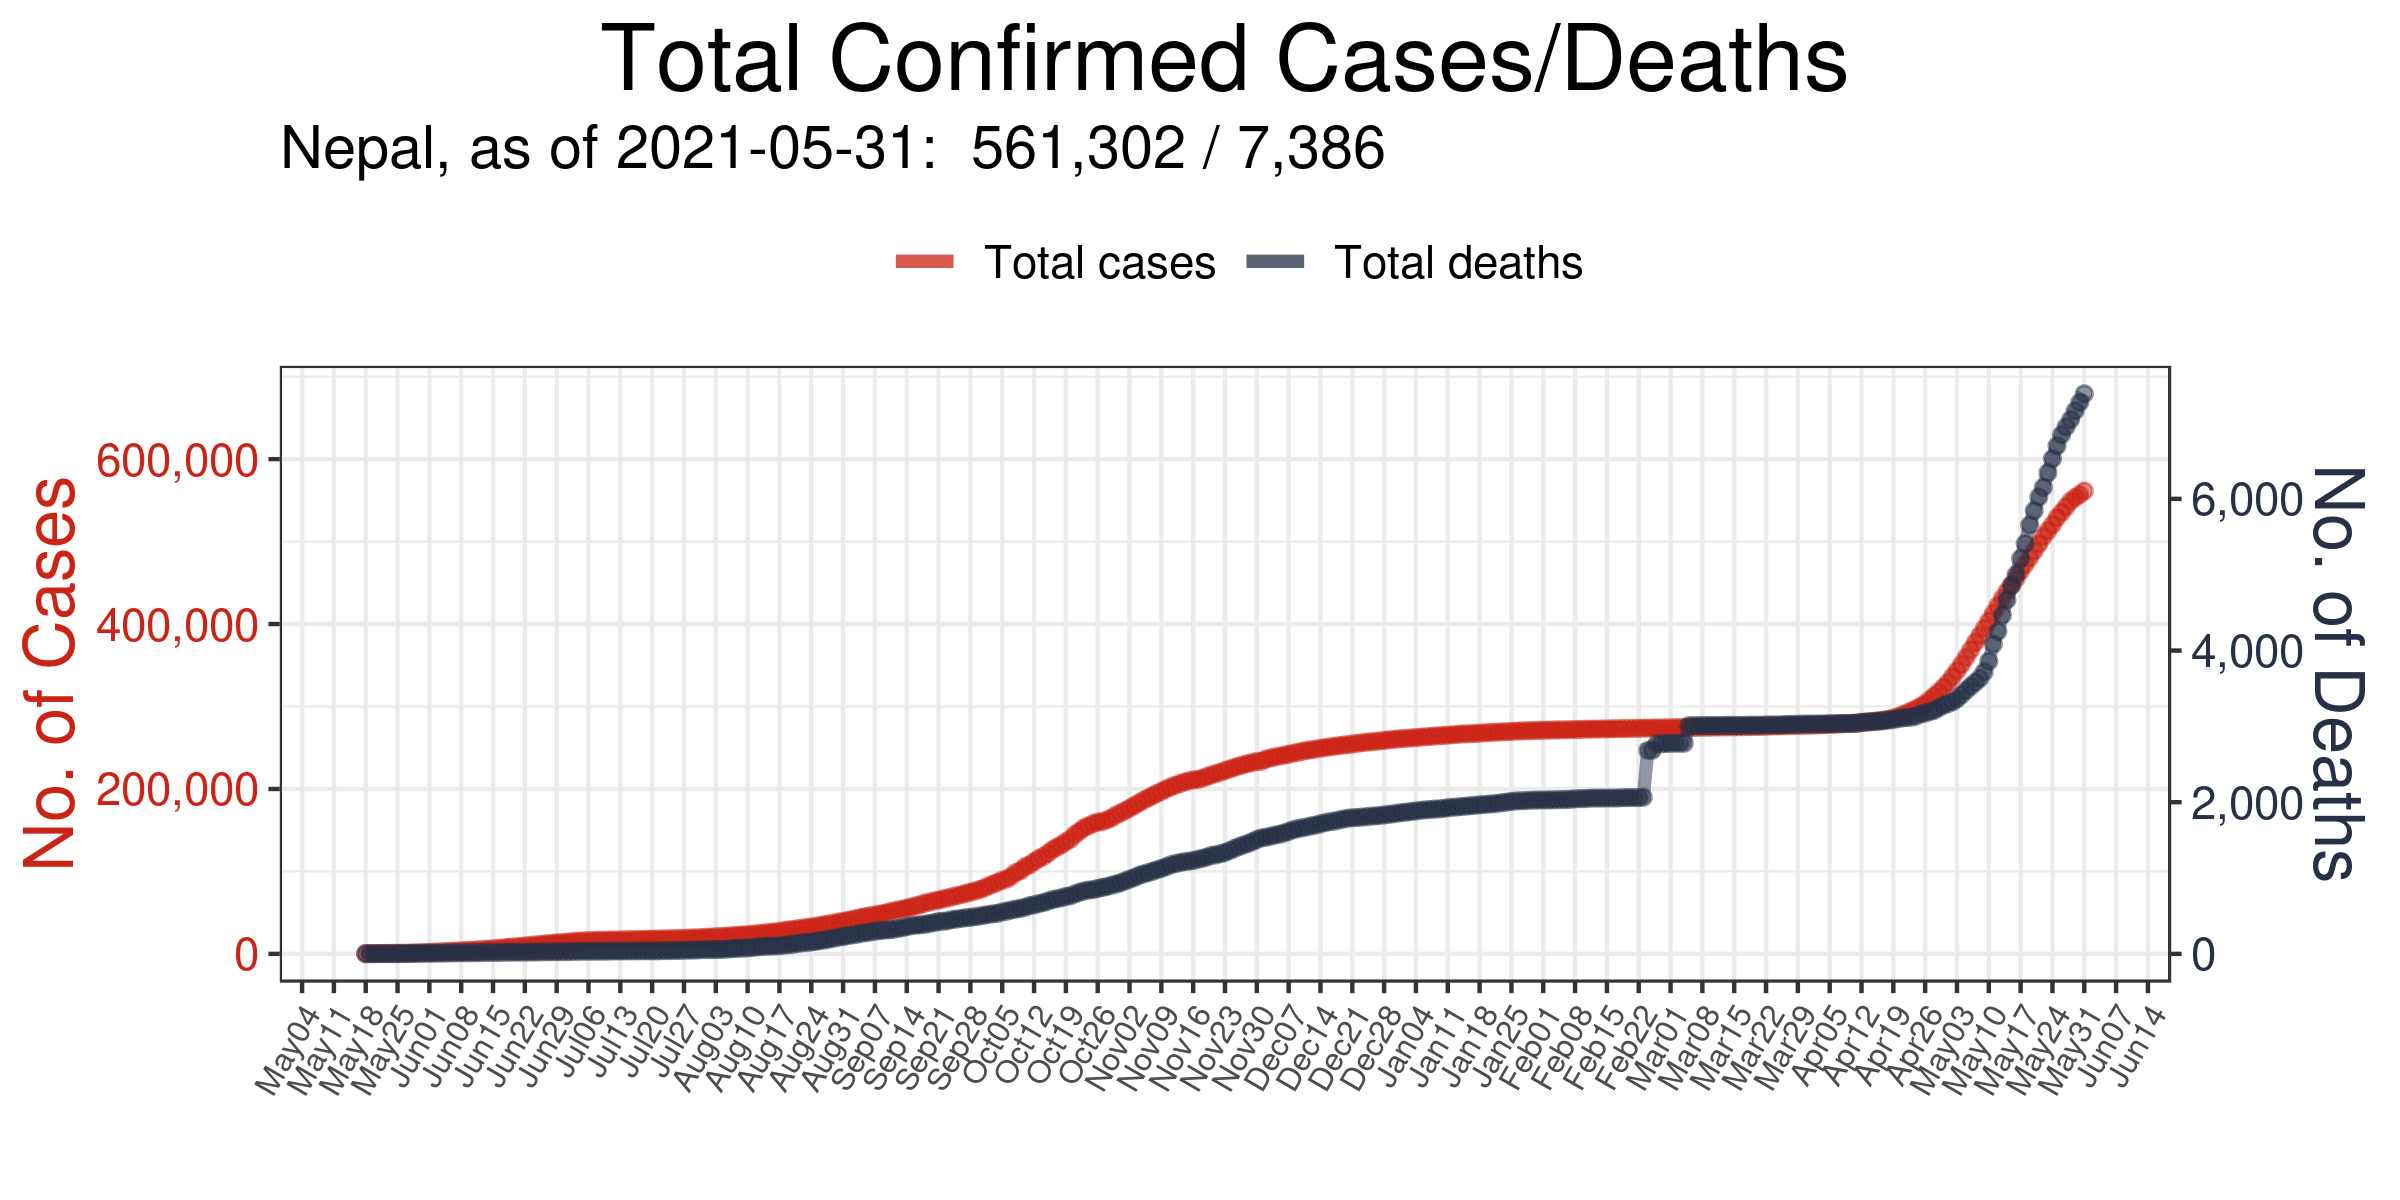 Total Confirmed Cases/Deaths
Nepal, as of 2021-05-31:  561,302 / 7,386
Total cases
Total deaths
No. of Cases
600,000
400,000
200,000
0
6,000
4,000
2,000
0
No. of Deaths
May04
May11
May18
May25
Jun01
Jun08
Jun15
Jun22
Jun29
Jul06
Jul13
Jul20
Jul27
Aug03
Aug10
Aug17
Aug24
Aug31
Sep07
Sep14
Sep21
Sep28
Oct05
Oct12
Oct19
Oct26
Nov02
Nov09
Nov16
Nov23
Nov30
Dec07
Dec14
Dec21
Dec28
Jan04
Jan11
Jan18
Jan25
Feb01
Feb08
Feb15
Feb22
Mar01
Mar08
Mar15
Mar22
Mar29
Apr05
Apr12
Apr19
Apr26
May03
May10
May17
May24
May31
Jun07
Jun14